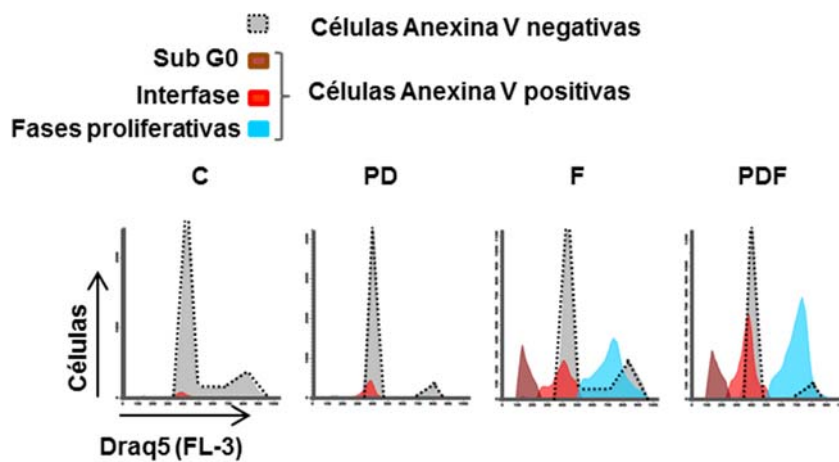 Células Anexina V negativas
Sub G0
Interfase
Células Anexina V positivas
Fases proliferativas
C PD F PDF
Células
Draq5 (FL-3)